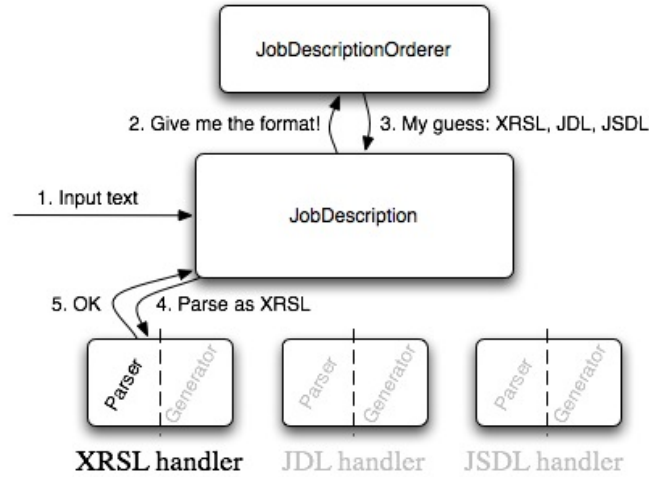 JobDescriptionOrderer
2. Give me the format!
3. My guess: XRSL, JDL, JSDL
1. Input text
JobDescription
5. OK
4. Parse as XRSL
Parser
Generator
Parser
Generator
Parser
Generator
XRSL handler
JDL handler
JSDL handler